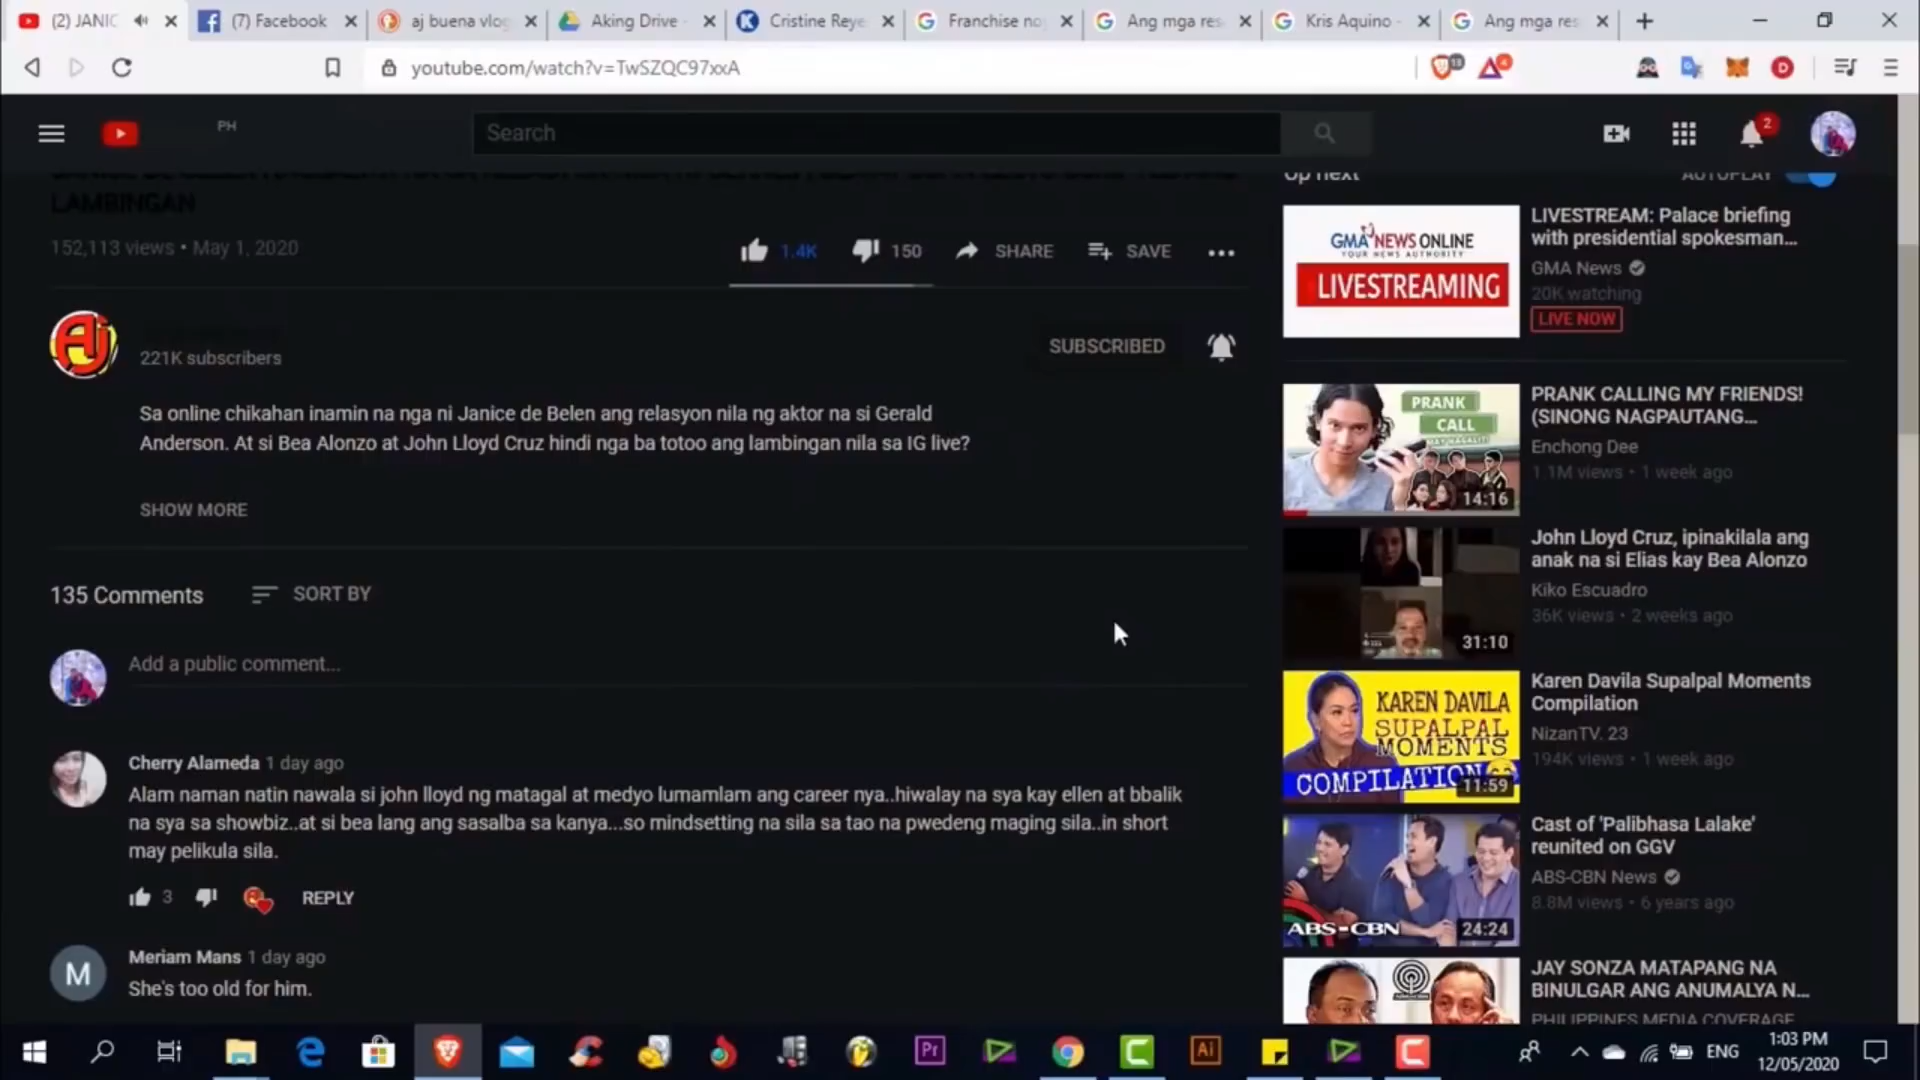 (2) JANIC
(7) Facebook
aj buena vlog
Aking Drive -
Cristine Reye
Franchise no
Ang mga res
Kris Aquino -
Ang mga res
youtube.com/watch?v=TwSZQC97xxA
13
4
PH
Search
2
LAMBINGAN
152,113 views • May 1, 2020
1.4K
150
SHARE
SAVE
Aj
221K subscribers
SUBSCRIBED
Sa online chikahan inamin na nga ni Janice de Belen ang relasyon nila ng aktor na si Gerald
Anderson. At si Bea Alonzo at John Lloyd Cruz hindi nga ba totoo ang lambingan nila sa IG live?
SHOW MORE
135 Comments
SORT BY
Add a public comment...
Cherry Alameda 1 day ago
Alam naman natin nawala si john lloyd ng matagal at medyo lumamlam ang career nya..hiwalay na sya kay ellen at bbalik
na sya sa showbiz..at si bea lang ang sasalba sa kanya...so mindsetting na sila sa tao na pwedeng maging sila..in short
may pelikula sila.
3
REPLY
M
Meriam Mans 1 day ago
She's too old for him.
Up next
AUTOPLAY
GMA NEWS ONLINE
YOUR NEWS AUTHORITY
LIVESTREAMING
LIVESTREAM: Palace briefing
with presidential spokesman...
GMA News
20K watching
LIVE NOW
PRANK
CALL
14:16
PRANK CALLING MY FRIENDS!
(SINONG NAGPAUTANG...
Enchong Dee
1.1M views • 1 week ago
31:10
John Lloyd Cruz, ipinakilala ang
anak na si Elias kay Bea Alonzo
Kiko Escuadro
36K views • 2 weeks ago
KAREN DAVILA
SUPALPAL
MOMENTS
COMPILATION
11:59
Karen Davila Supalpal Moments
Compilation
NizanTV. 23
194K views • 1 week ago
ABS-CBN
24:24
Cast of 'Palibhasa Lalake'
reunited on GGV
ABS-CBN News
8.8M views • 6 years ago
JAY SONZA MATAPANG NA
BINULGAR ANG ANUMALYA N...
PHILIPPINES MEDIA COVERAGE
Pr
Ai
ENG
1:03 PM
12/05/2020